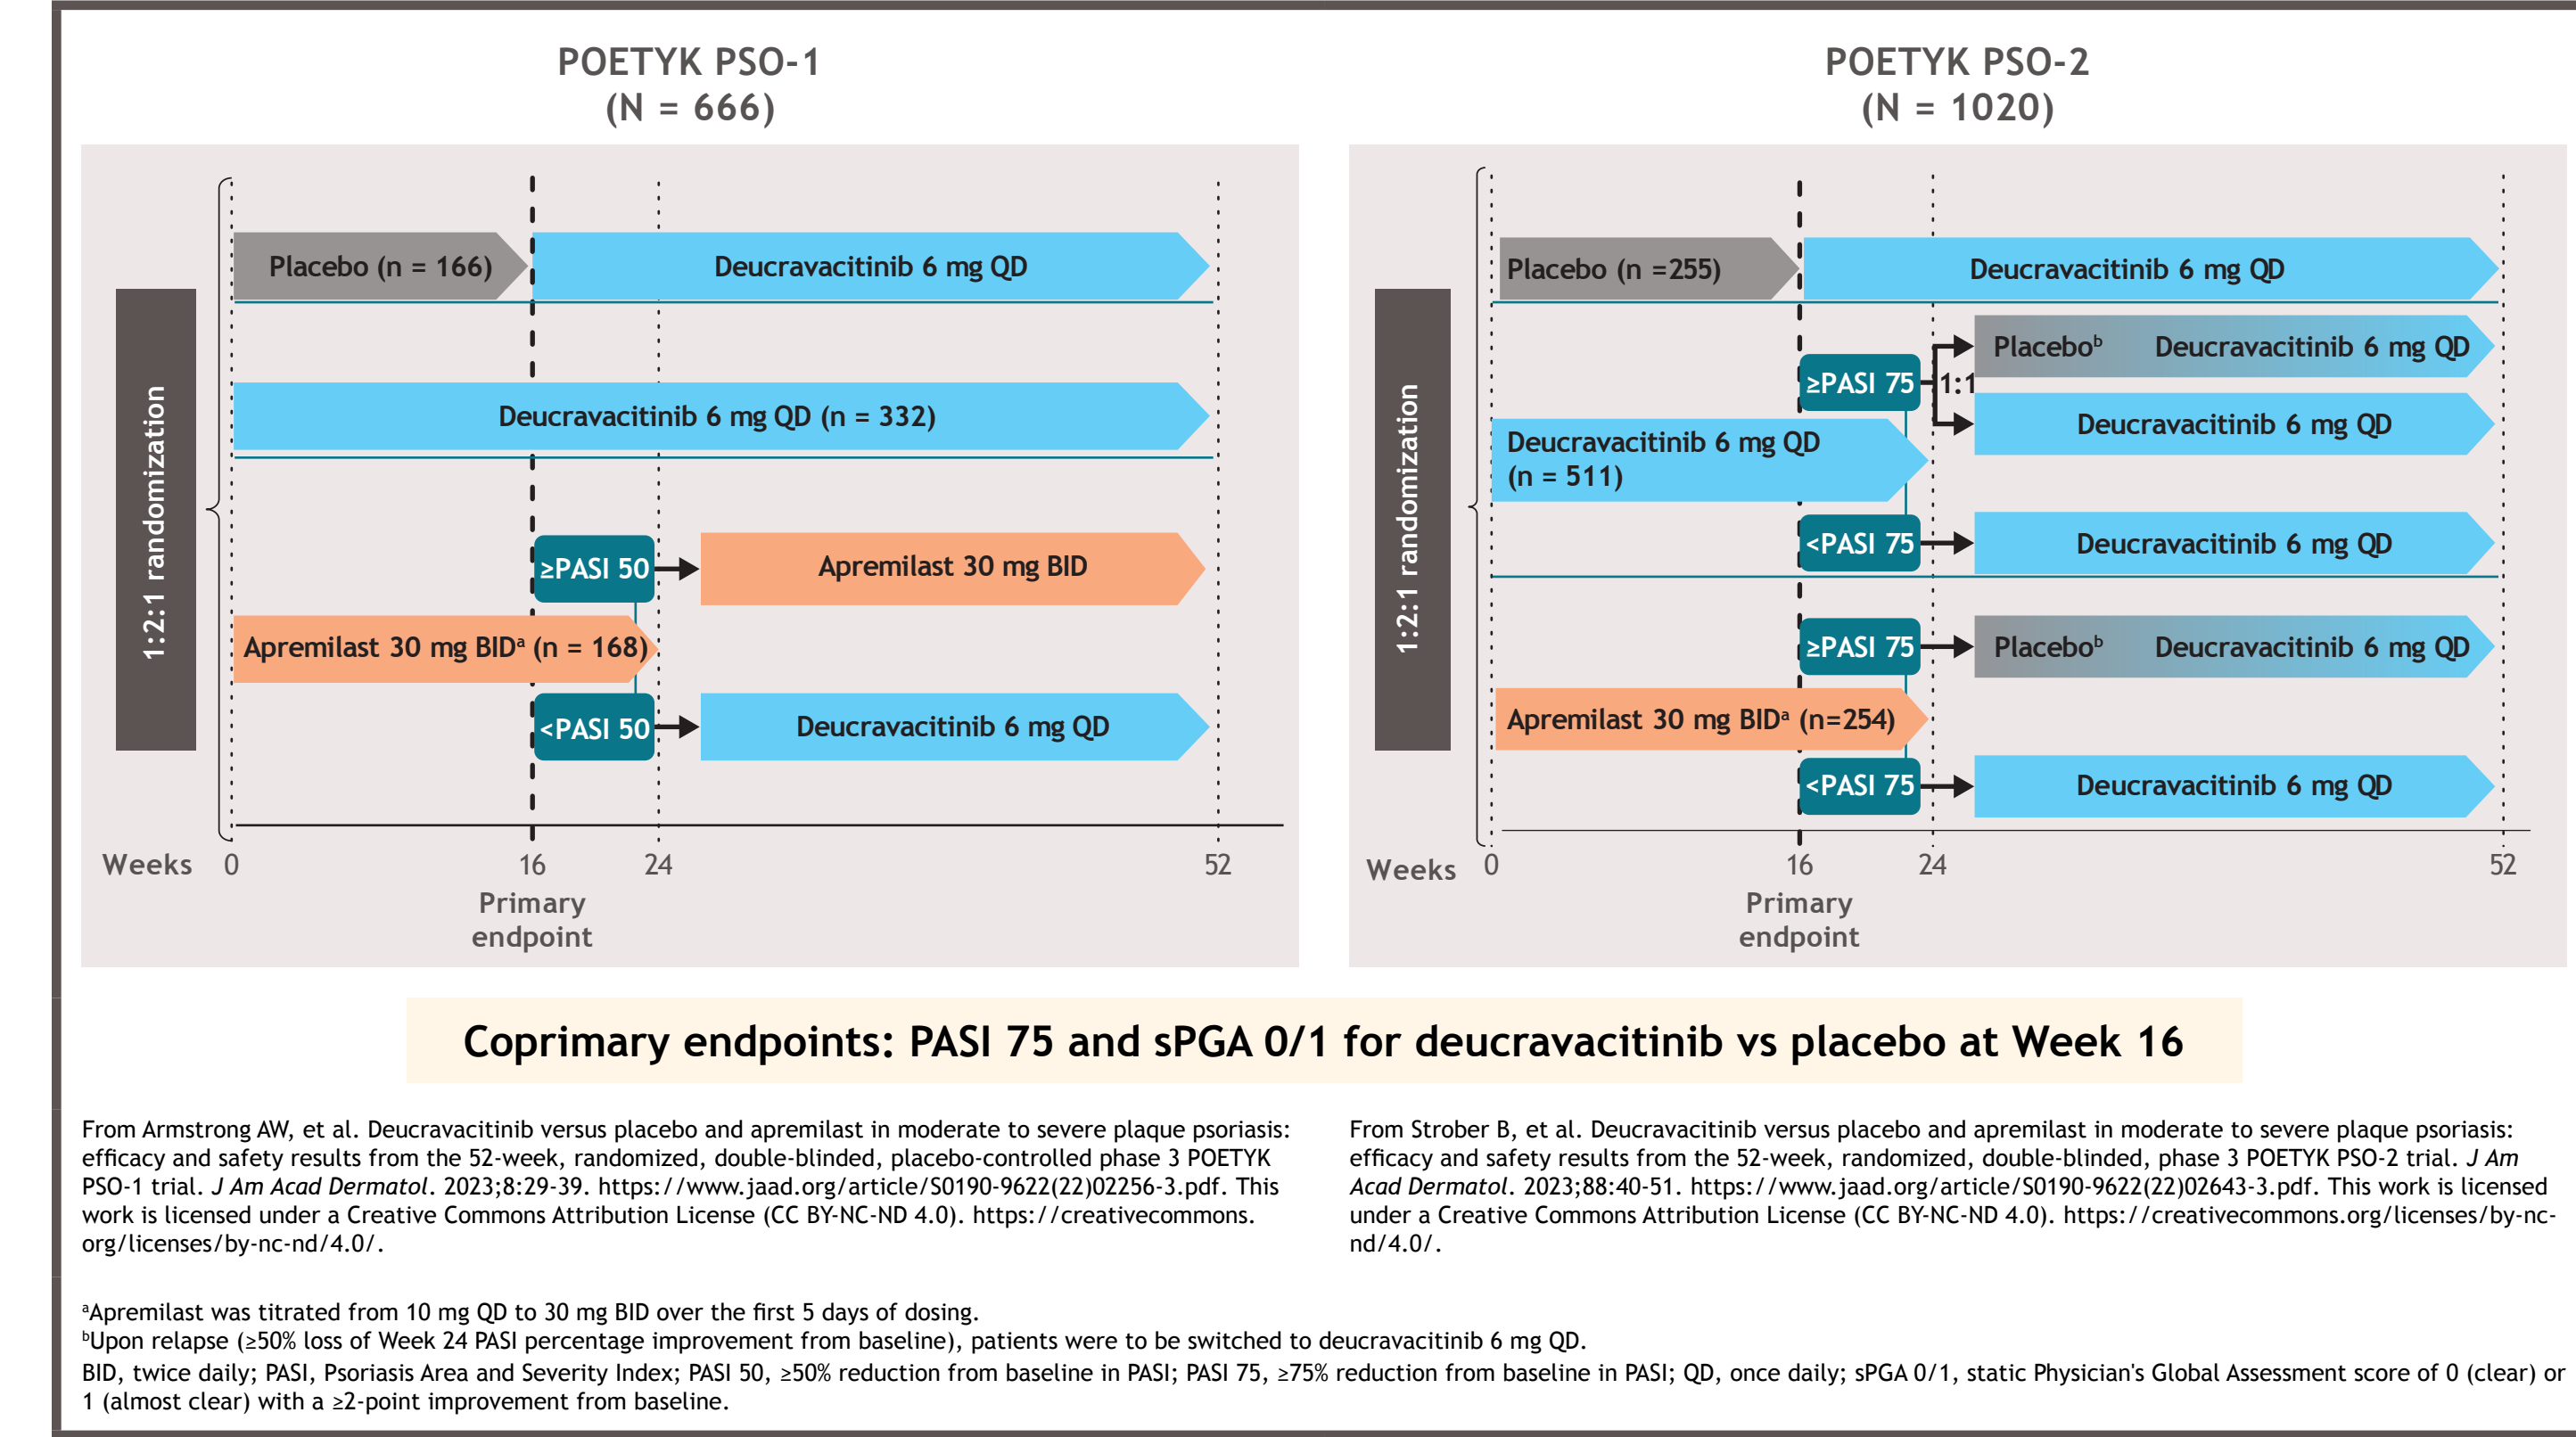 POETYK PSO-1
(N = 666)
1:2:1 randomization
Placebo (n = 166)
Deucravacitinib 6 mg QD
Deucravacitinib 6 mg QD (n = 332)
≥PASI 50
Apremilast 30 mg BID
Apremilast 30 mg BIDᵃ (n = 168)
<PASI 50
Deucravacitinib 6 mg QD
Weeks 0 16 24 52
Primary
endpoint
POETYK PSO-2
(N = 1020)
1:2:1 randomization
Placebo (n =255)
Deucravacitinib 6 mg QD
Placeboᵇ Deucravacitinib 6 mg QD
≥PASI 75
1:1
Deucravacitinib 6 mg QD
Deucravacitinib 6 mg QD
(n = 511)
<PASI 75
Deucravacitinib 6 mg QD
≥PASI 75
Placeboᵇ Deucravacitinib 6 mg QD
Apremilast 30 mg BIDᵃ (n=254)
<PASI 75
Deucravacitinib 6 mg QD
Weeks 0 16 24 52
Primary
endpoint
Coprimary endpoints: PASI 75 and sPGA 0/1 for deucravacitinib vs placebo at Week 16
From Armstrong AW, et al. Deucravacitinib versus placebo and apremilast in moderate to severe plaque psoriasis:
efficacy and safety results from the 52-week, randomized, double-blinded, placebo-controlled phase 3 POETYK
PSO-1 trial. J Am Acad Dermatol. 2023;8:29-39. https://www.jaad.org/article/S0190-9622(22)02256-3.pdf. This
work is licensed under a Creative Commons Attribution License (CC BY-NC-ND 4.0). https://creativecommons.
org/licenses/by-nc-nd/4.0/.
From Strober B, et al. Deucravacitinib versus placebo and apremilast in moderate to severe plaque psoriasis:
efficacy and safety results from the 52-week, randomized, double-blinded, phase 3 POETYK PSO-2 trial. J Am
Acad Dermatol. 2023;88:40-51. https://www.jaad.org/article/S0190-9622(22)02643-3.pdf. This work is licensed
under a Creative Commons Attribution License (CC BY-NC-ND 4.0). https://creativecommons.org/licenses/by-nc-
nd/4.0/.
ᵃApremilast was titrated from 10 mg QD to 30 mg BID over the first 5 days of dosing.
ᵇUpon relapse (≥50% loss of Week 24 PASI percentage improvement from baseline), patients were to be switched to deucravacitinib 6 mg QD.
BID, twice daily; PASI, Psoriasis Area and Severity Index; PASI 50, ≥50% reduction from baseline in PASI; PASI 75, ≥75% reduction from baseline in PASI; QD, once daily; sPGA 0/1, static Physician's Global Assessment score of 0 (clear) or
1 (almost clear) with a ≥2-point improvement from baseline.